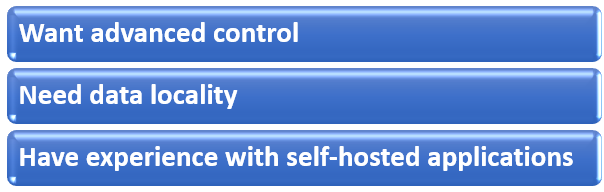 Want advanced control
Need data locality
Have experience with self-hosted applications